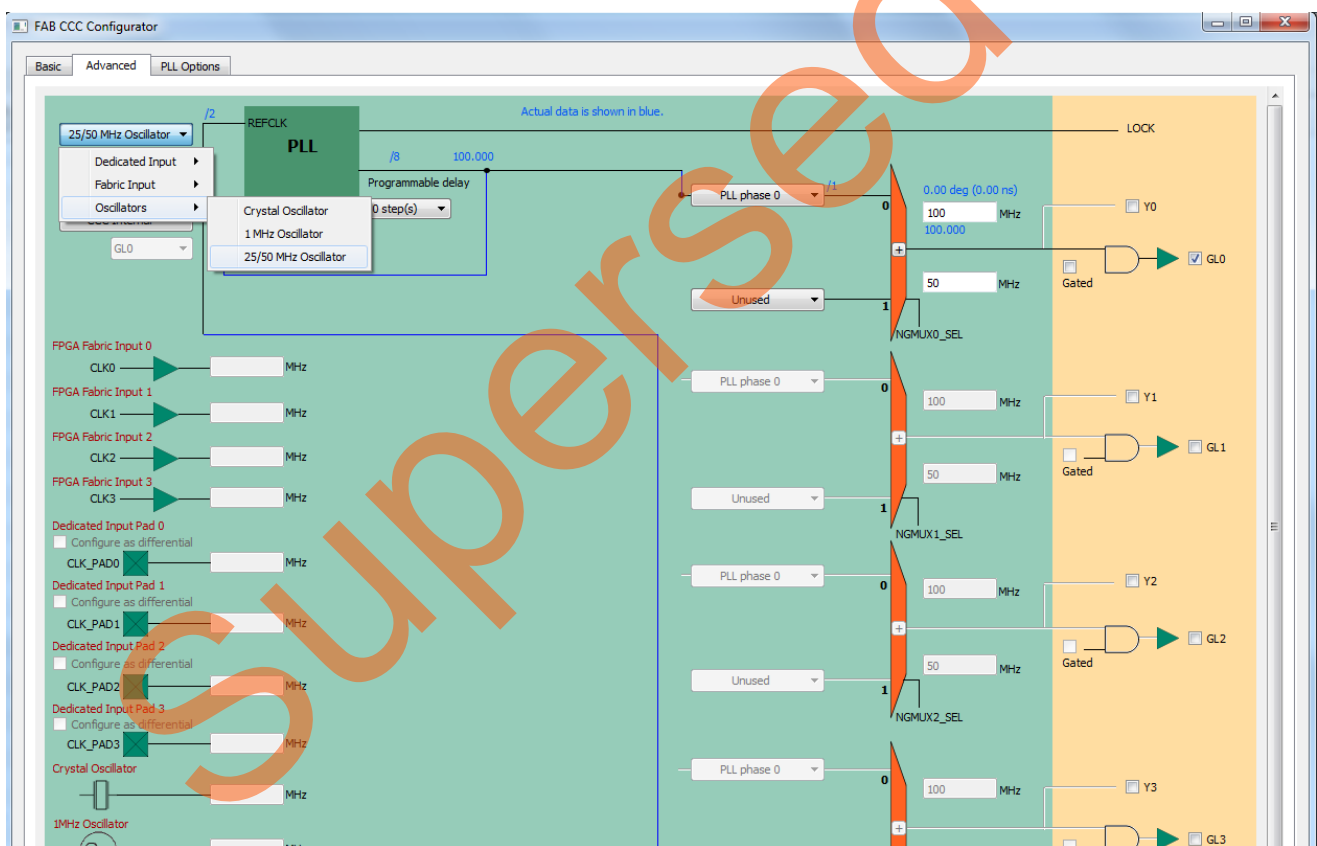 FAB CCC Configurator
Basic Advanced PLL Options
Actual data is shown in blue.
25/50 MHz Oscillator
/2
REFCLK
PLL
LOCK
Dedicated Input
Fabric Input
Oscillators
Crystal Oscillator
1 MHz Oscillator
25/50 MHz Oscillator
CCC Internal
GL0
/8 100.000
Programmable delay
0 step(s)
PLL phase 0
/1
0
0.00 deg (0.00 ns)
100 MHz
100.000
Y0
Gated
GL0
50 MHz
Unused
1
NGMUX0_SEL
FPGA Fabric Input 0
CLK0 MHz
FPGA Fabric Input 1
CLK1 MHz
FPGA Fabric Input 2
CLK2 MHz
FPGA Fabric Input 3
CLK3 MHz
Dedicated Input Pad 0
Configure as differential
CLK_PAD0 MHz
Dedicated Input Pad 1
Configure as differential
CLK_PAD1 MHz
Dedicated Input Pad 2
Configure as differential
CLK_PAD2 MHz
Dedicated Input Pad 3
Configure as differential
CLK_PAD3 MHz
Crystal Oscillator
MHz
1MHz Oscillator
PLL phase 0
0
100 MHz
Y1
Gated
GL1
50 MHz
Unused
1
NGMUX1_SEL
PLL phase 0
0
100 MHz
Y2
Gated
GL2
50 MHz
Unused
1
NGMUX2_SEL
PLL phase 0
0
100 MHz
Y3
GL3
Supersed